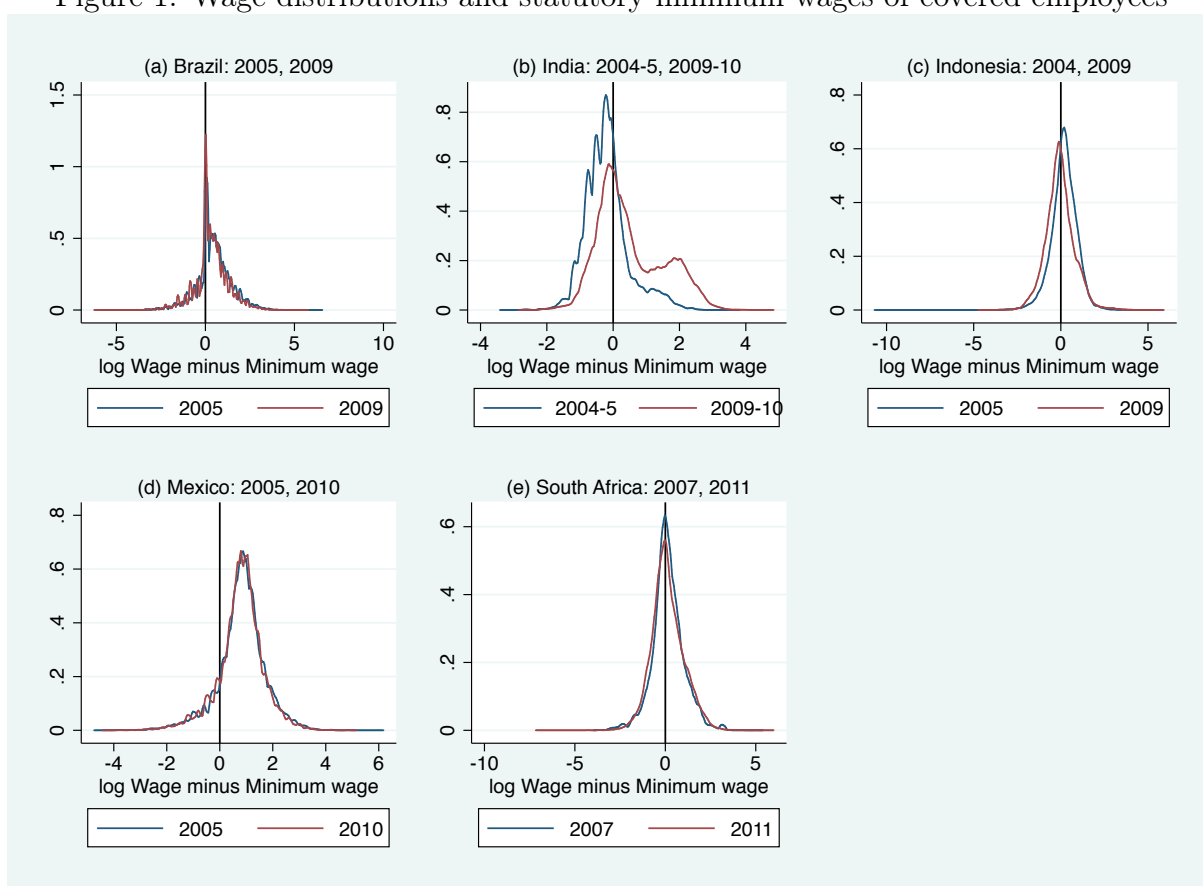 Figure 1: Wage distributions and statutory minimum wages of covered employees
(a) Brazil: 2005, 2009
1.5
1
.5
0
-5 0 5 10
log Wage minus Minimum wage
2005 2009
(b) India: 2004-5, 2009-10
.8
.6
.4
.2
0
-4 -2 0 2 4
log Wage minus Minimum wage
2004-5 2009-10
(c) Indonesia: 2004, 2009
.8
.6
.4
.2
0
-10 -5 0 5
log Wage minus Minimum wage
2005 2009
(d) Mexico: 2005, 2010
.8
.6
.4
.2
0
-4 -2 0 2 4 6
log Wage minus Minimum wage
2005 2010
(e) South Africa: 2007, 2011
.6
.4
.2
0
-10 -5 0 5
log Wage minus Minimum wage
2007 2011